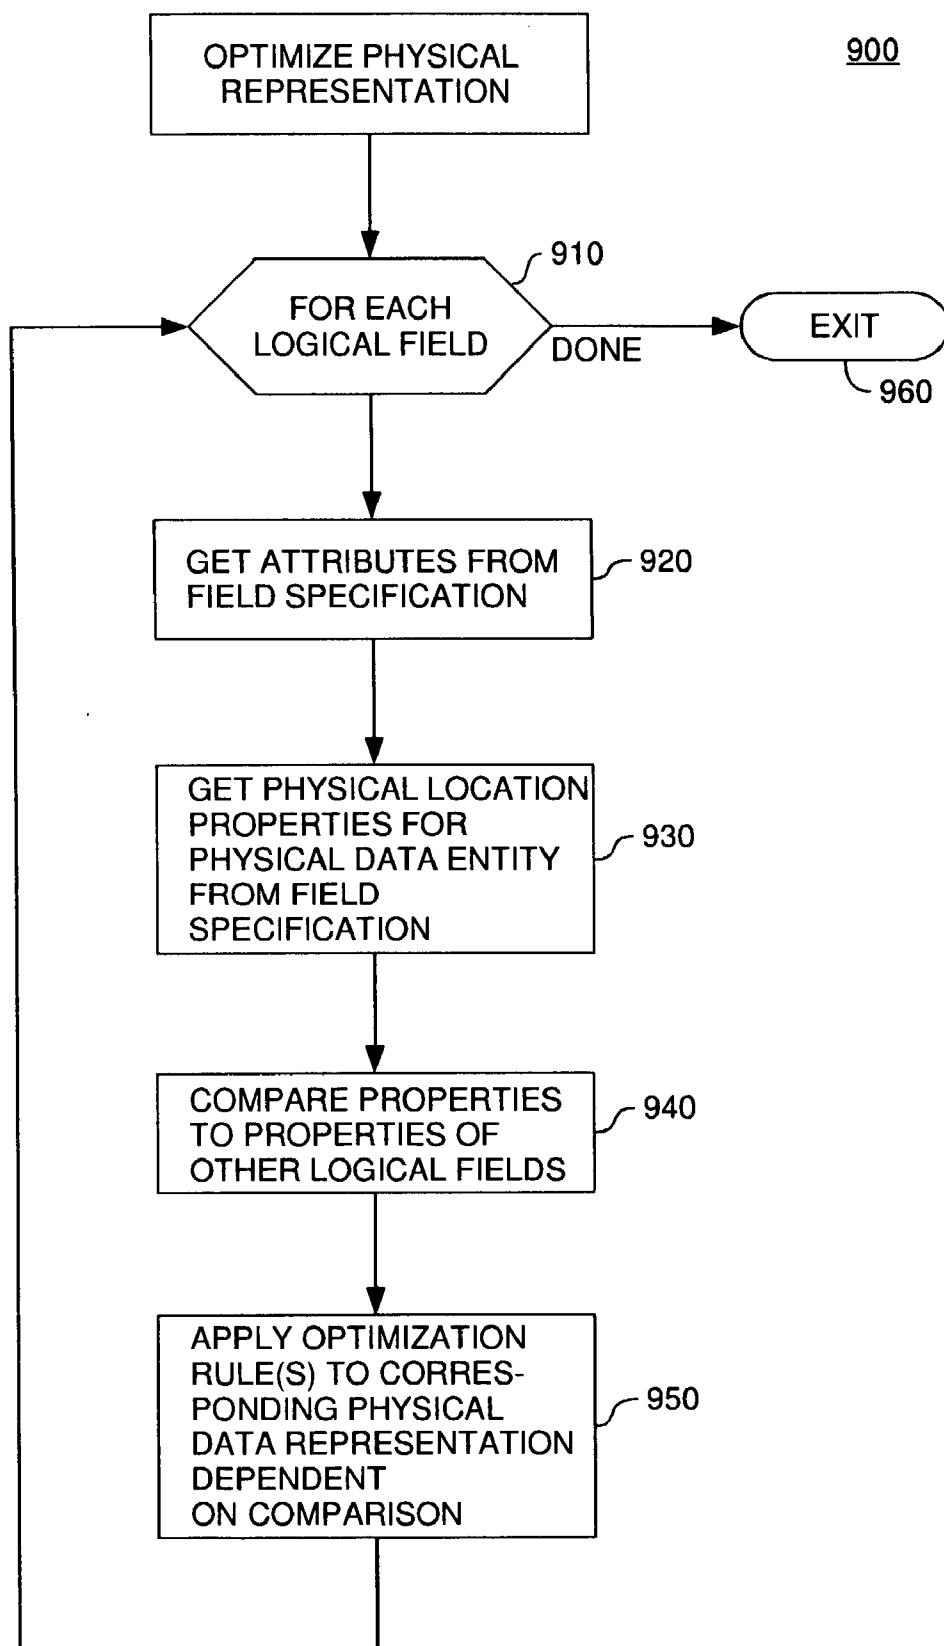 OPTIMIZE PHYSICAL
REPRESENTATION
900
910
FOR EACH
LOGICAL FIELD
DONE
EXIT
960
GET ATTRIBUTES FROM
FIELD SPECIFICATION
920
GET PHYSICAL LOCATION
PROPERTIES FOR
PHYSICAL DATA ENTITY
FROM FIELD
SPECIFICATION
930
COMPARE PROPERTIES
TO PROPERTIES OF
OTHER LOGICAL FIELDS
940
APPLY OPTIMIZATION
RULE(S) TO CORRES-
PONDING PHYSICAL
DATA REPRESENTATION
DEPENDENT
ON COMPARISON
950